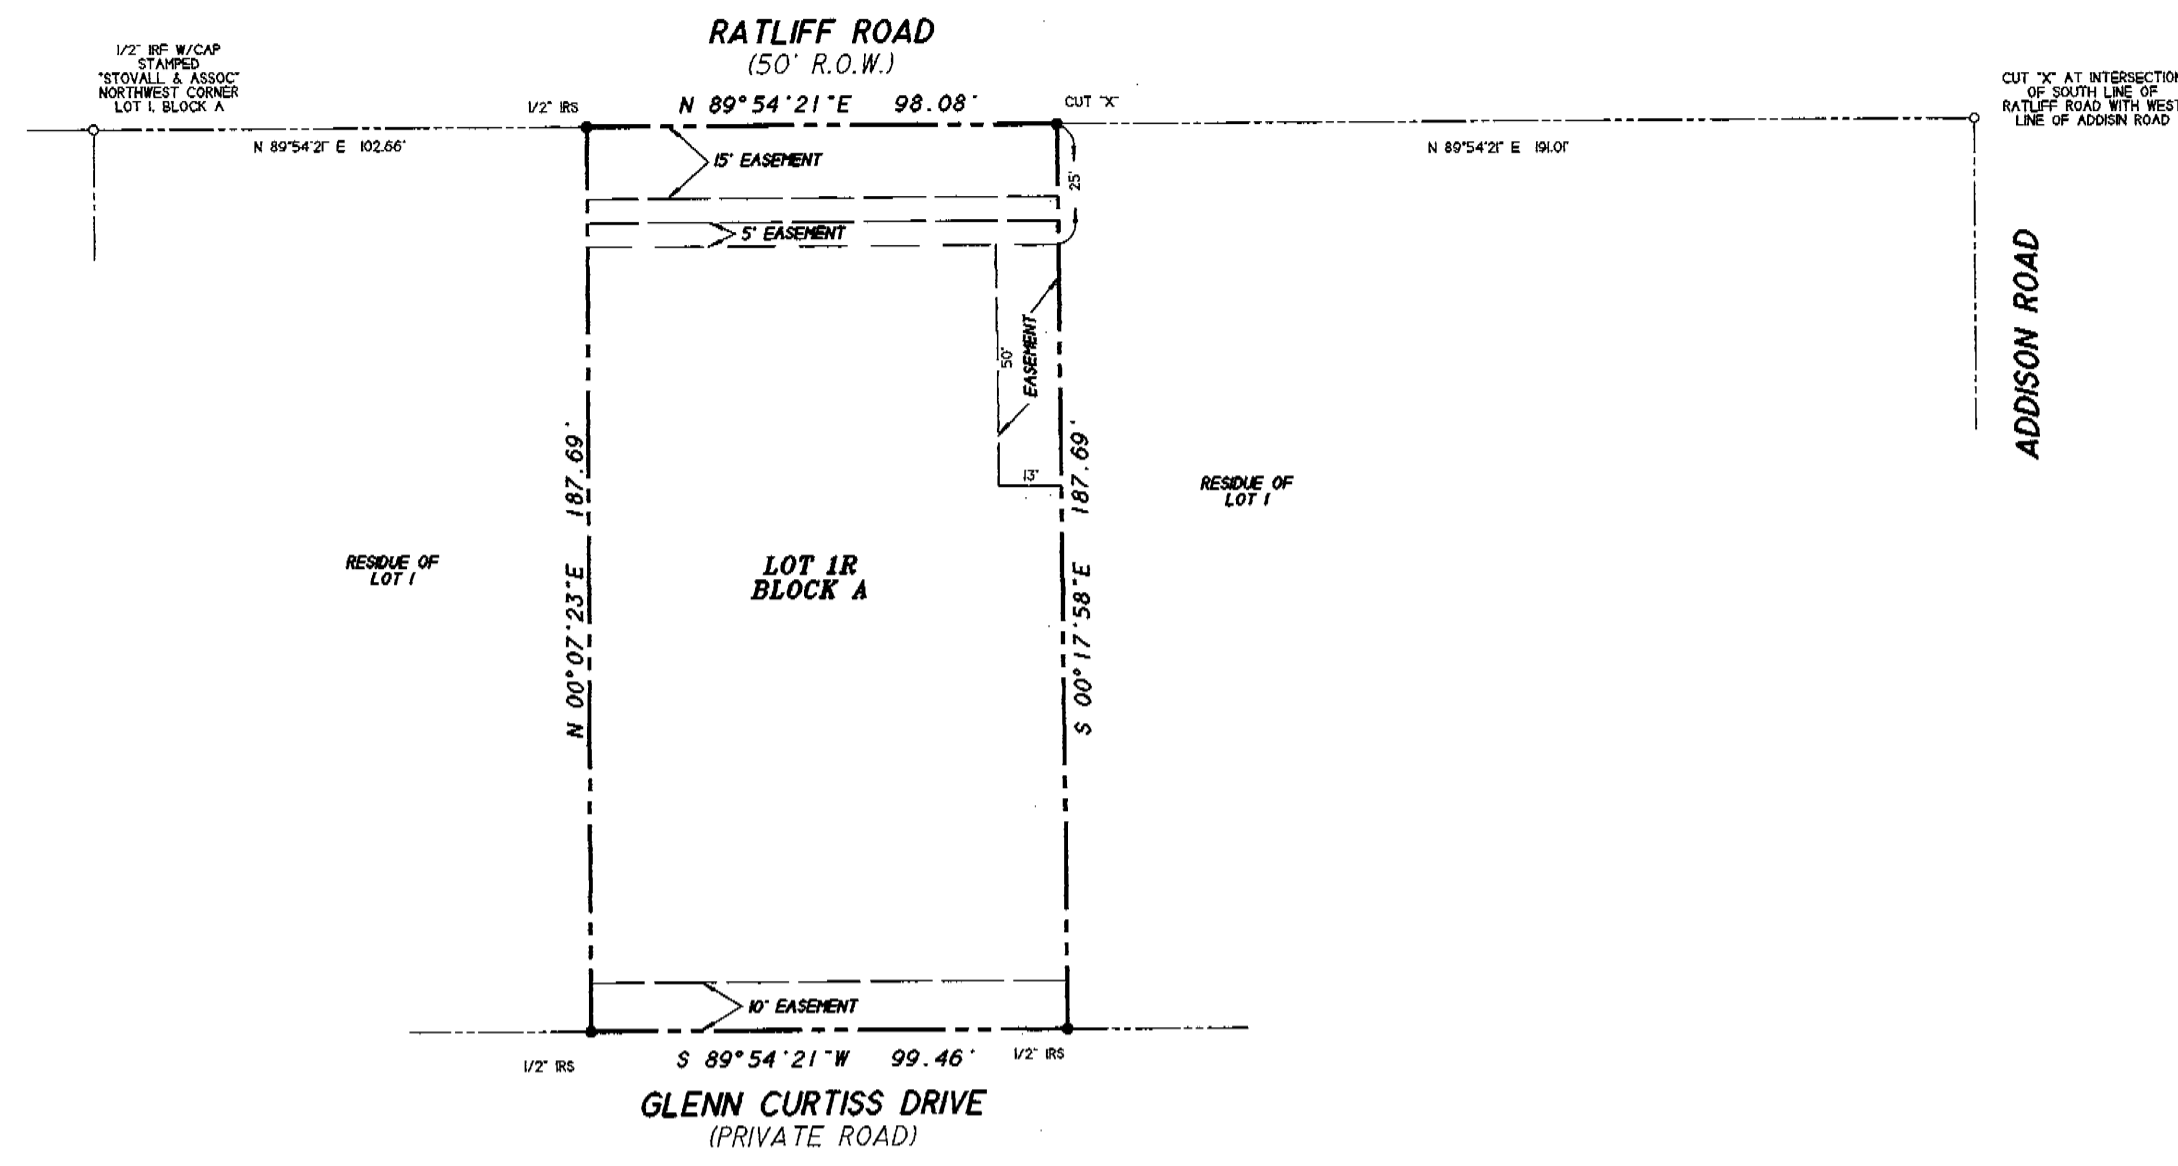 RATLIFF ROAD
(50' R.O.W.)
1/2" IRF W/CAP
STAMPED
"STOVALL & ASSOC"
NORTHWEST CORNER
LOT 1, BLOCK A
1/2" IRS
N 89°54'21"E 98.08'
CUT "X"
CUT "X" AT INTERSECTION
OF SOUTH LINE OF
RATLIFF ROAD WITH WEST
LINE OF ADDISIN ROAD
N 89°54'21" E 102.66'
N 89°54'21" E 191.01'
15' EASEMENT
25'
5' EASEMENT
50'
EASEMENT
13'
ADDISON ROAD
N 00°07'23"E 187.69'
S 00°17'58"E 187.69'
RESIDUE OF
LOT 1
RESIDUE OF
LOT 1
LOT 1R
BLOCK A
10' EASEMENT
1/2" IRS
S 89°54'21"W 99.46'
1/2" IRS
GLENN CURTISS DRIVE
(PRIVATE ROAD)